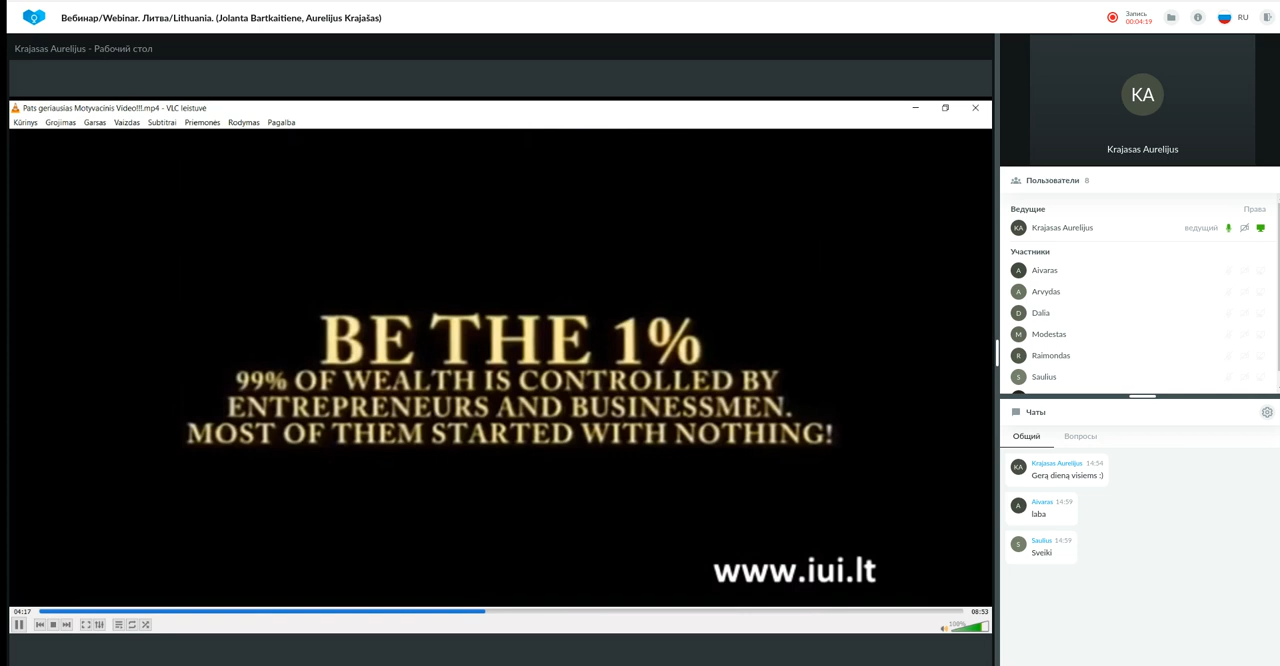 Вебинар/Webinar. Литва/Lithuania. (Jolanta Bartkaitiene, Aurelijus Krajašas)
Запись
00:04:19
RU
Krajasas Aurelijus - Рабочий стол
Pats geriausias Motyvacinis Video!!!.mp4 - VLC leistuvė
Kūrinys Grojimas Garsas Vaizdas Subtitrai Priemonės Rodymas Pagalba
BE THE 1%
99% OF WEALTH IS CONTROLLED BY
ENTREPRENEURS AND BUSINESSMEN.
MOST OF THEM STARTED WITH NOTHING!
www.iui.lt
04:17
08:53
100%
KA
Krajasas Aurelijus
Пользователи 8
Ведущие Права
KA Krajasas Aurelijus ведущий
Участники
A Aivaras
A Arvydas
D Dalia
M Modestas
R Raimondas
S Saulius
Чаты
Общий Вопросы
KA Krajasas Aurelijus 14:54
Gerą dieną visiems :)
A Aivaras 14:59
laba
S Saulius 14:59
Sveiki